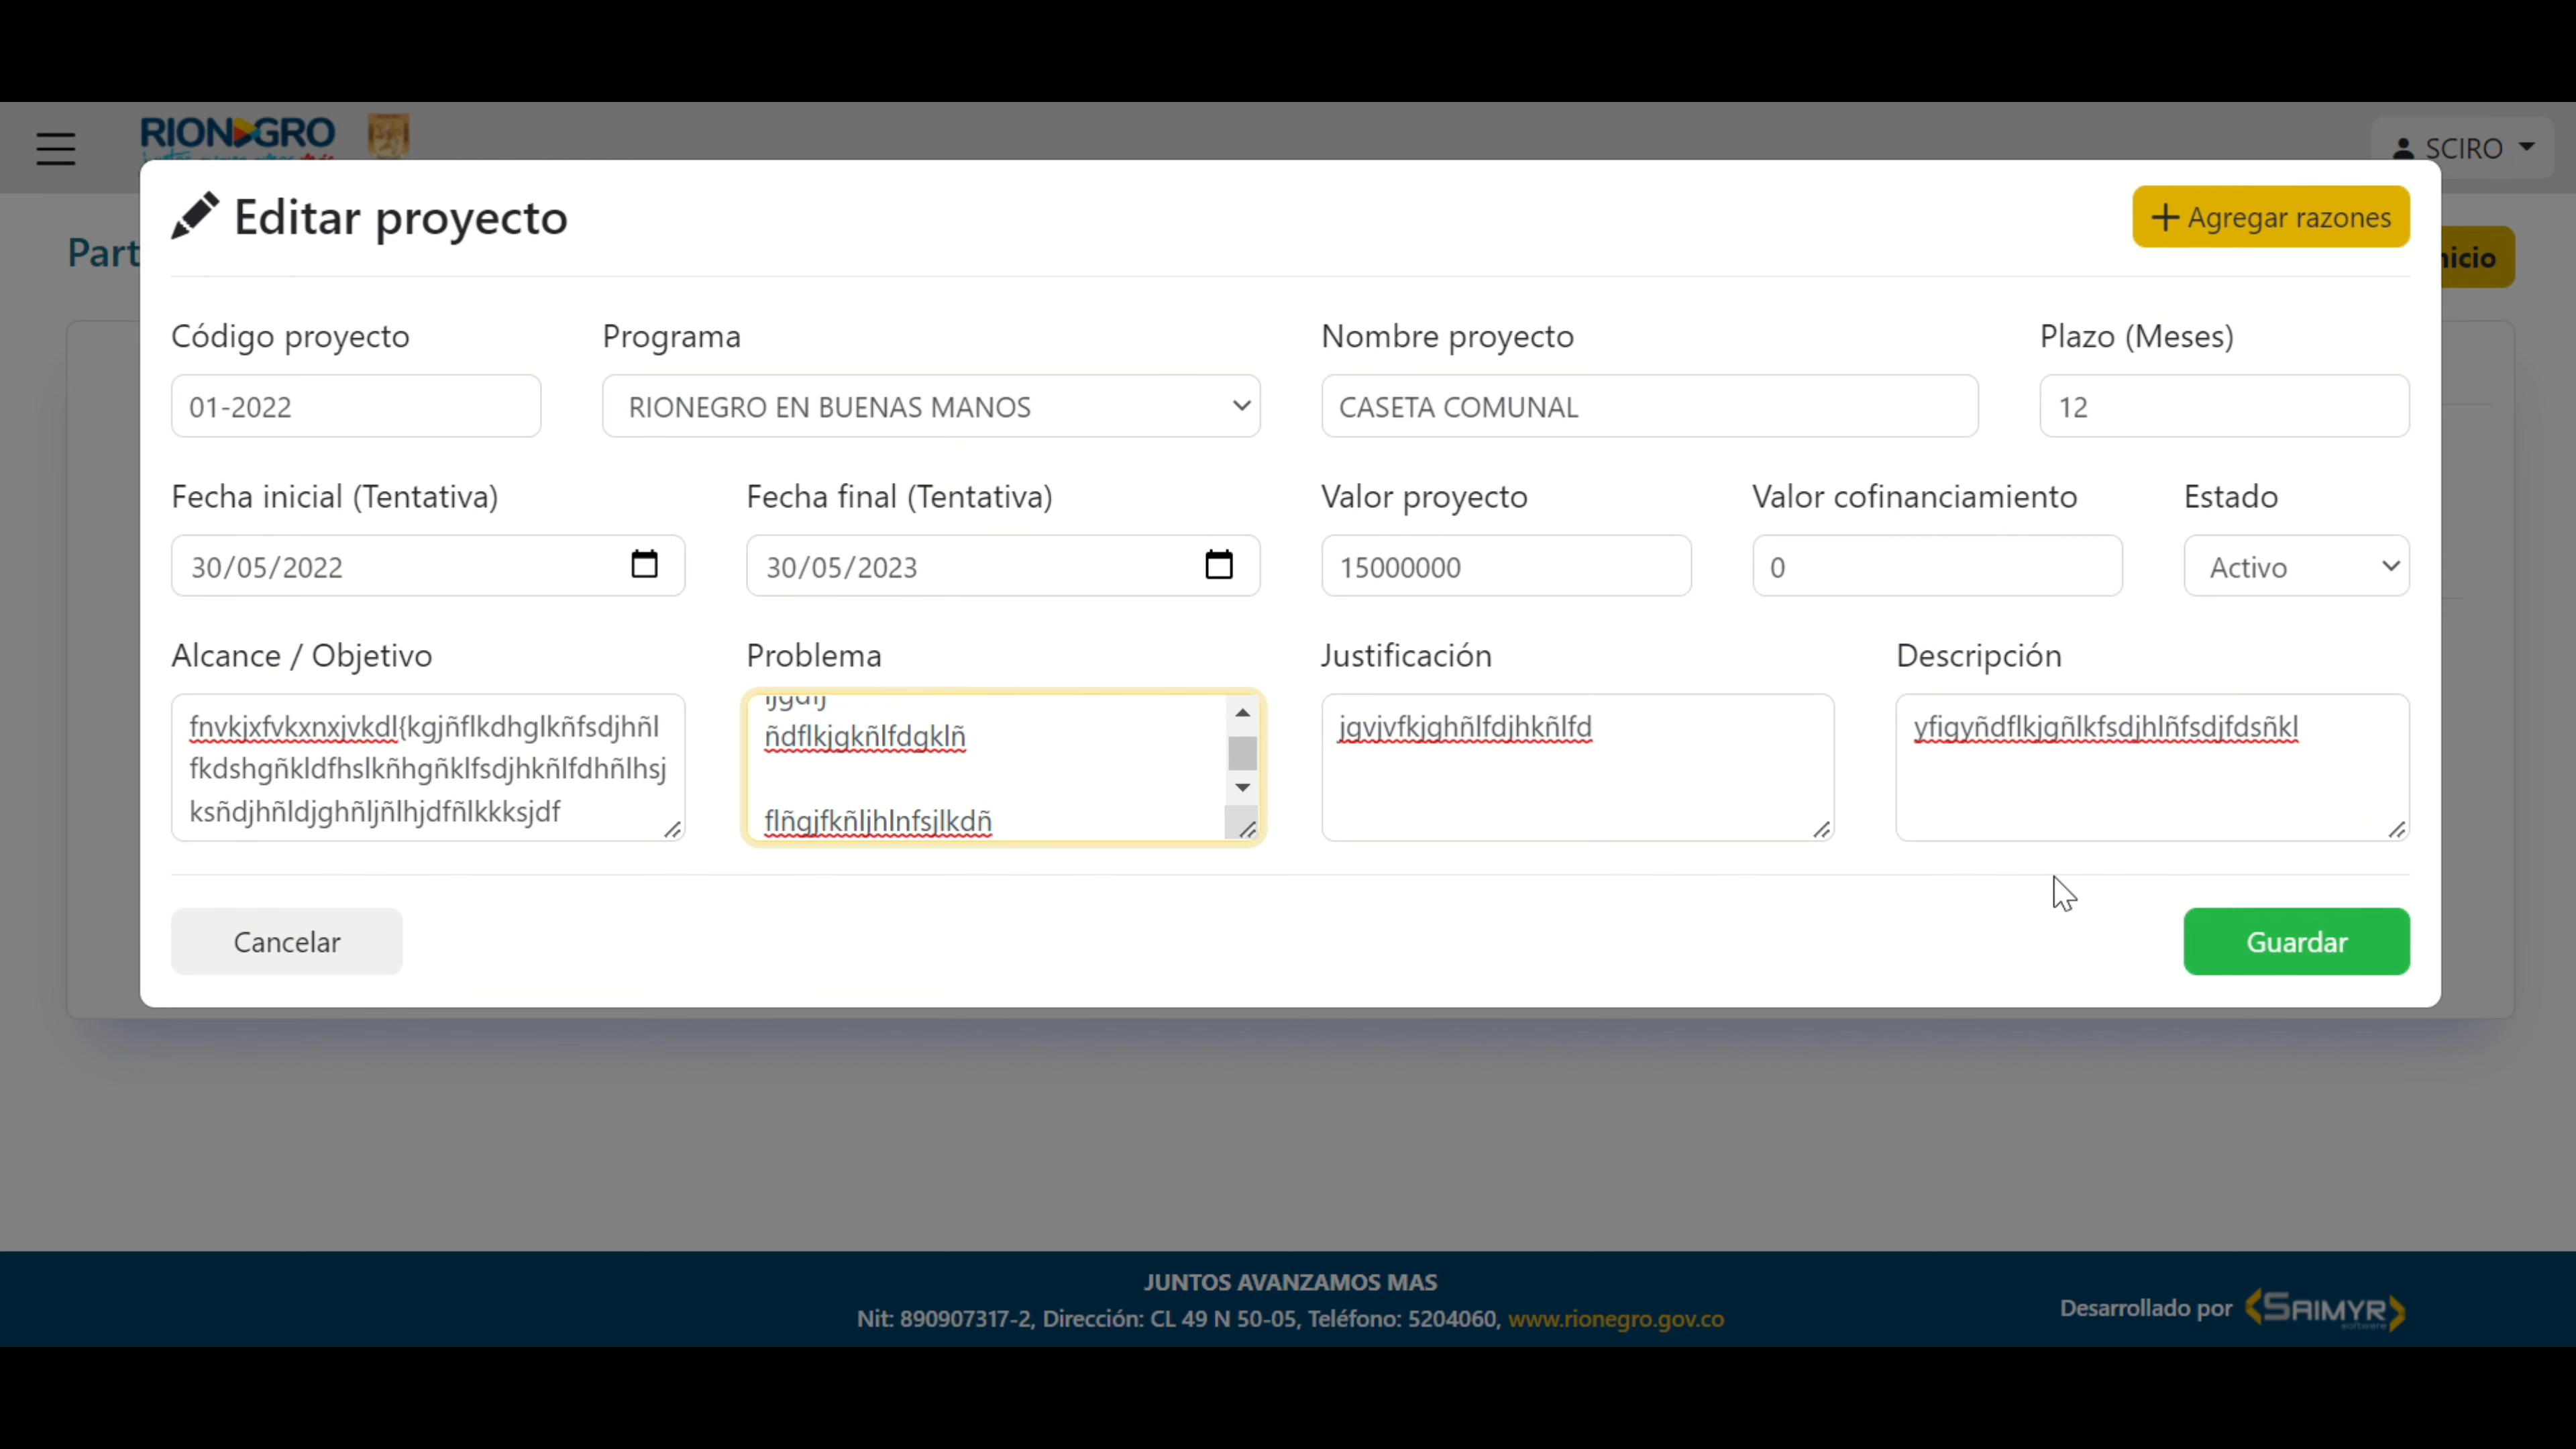 RIONEGRO
SCIRO
Editar proyecto
Agregar razones
Part
nicio
Código proyecto
Programa
Nombre proyecto
Plazo (Meses)
01-2022
RIONEGRO EN BUENAS MANOS
CASETA COMUNAL
12
Fecha inicial (Tentativa)
Fecha final (Tentativa)
Valor proyecto
Valor cofinanciamiento
Estado
30/05/2022
30/05/2023
15000000
0
Activo
Alcance / Objetivo
Problema
Justificación
Descripción
fnvkjxfvkxnxjvkdl{kgjñflkdhglkñfsdjhñl
fkdshgñkldfhslkñhgñklfsdjhkñlfdhñlhsj
ksñdjhñldjghñljñlhjdfñlkkksjdf
ñdflkjgkñlfdgklñ
flñgjfkñljhlnfsjlkdñ
jgvjvfkjghñlfdjhkñlfd
yfigyñdflkjgñlkfsdjhlñfsdjfdsñkl
Cancelar
Guardar
JUNTOS AVANZAMOS MAS
Nit: 890907317-2, Dirección: CL 49 N 50-05, Teléfono: 5204060, www.rionegro.gov.co
Desarrollado por SAIMYR
software